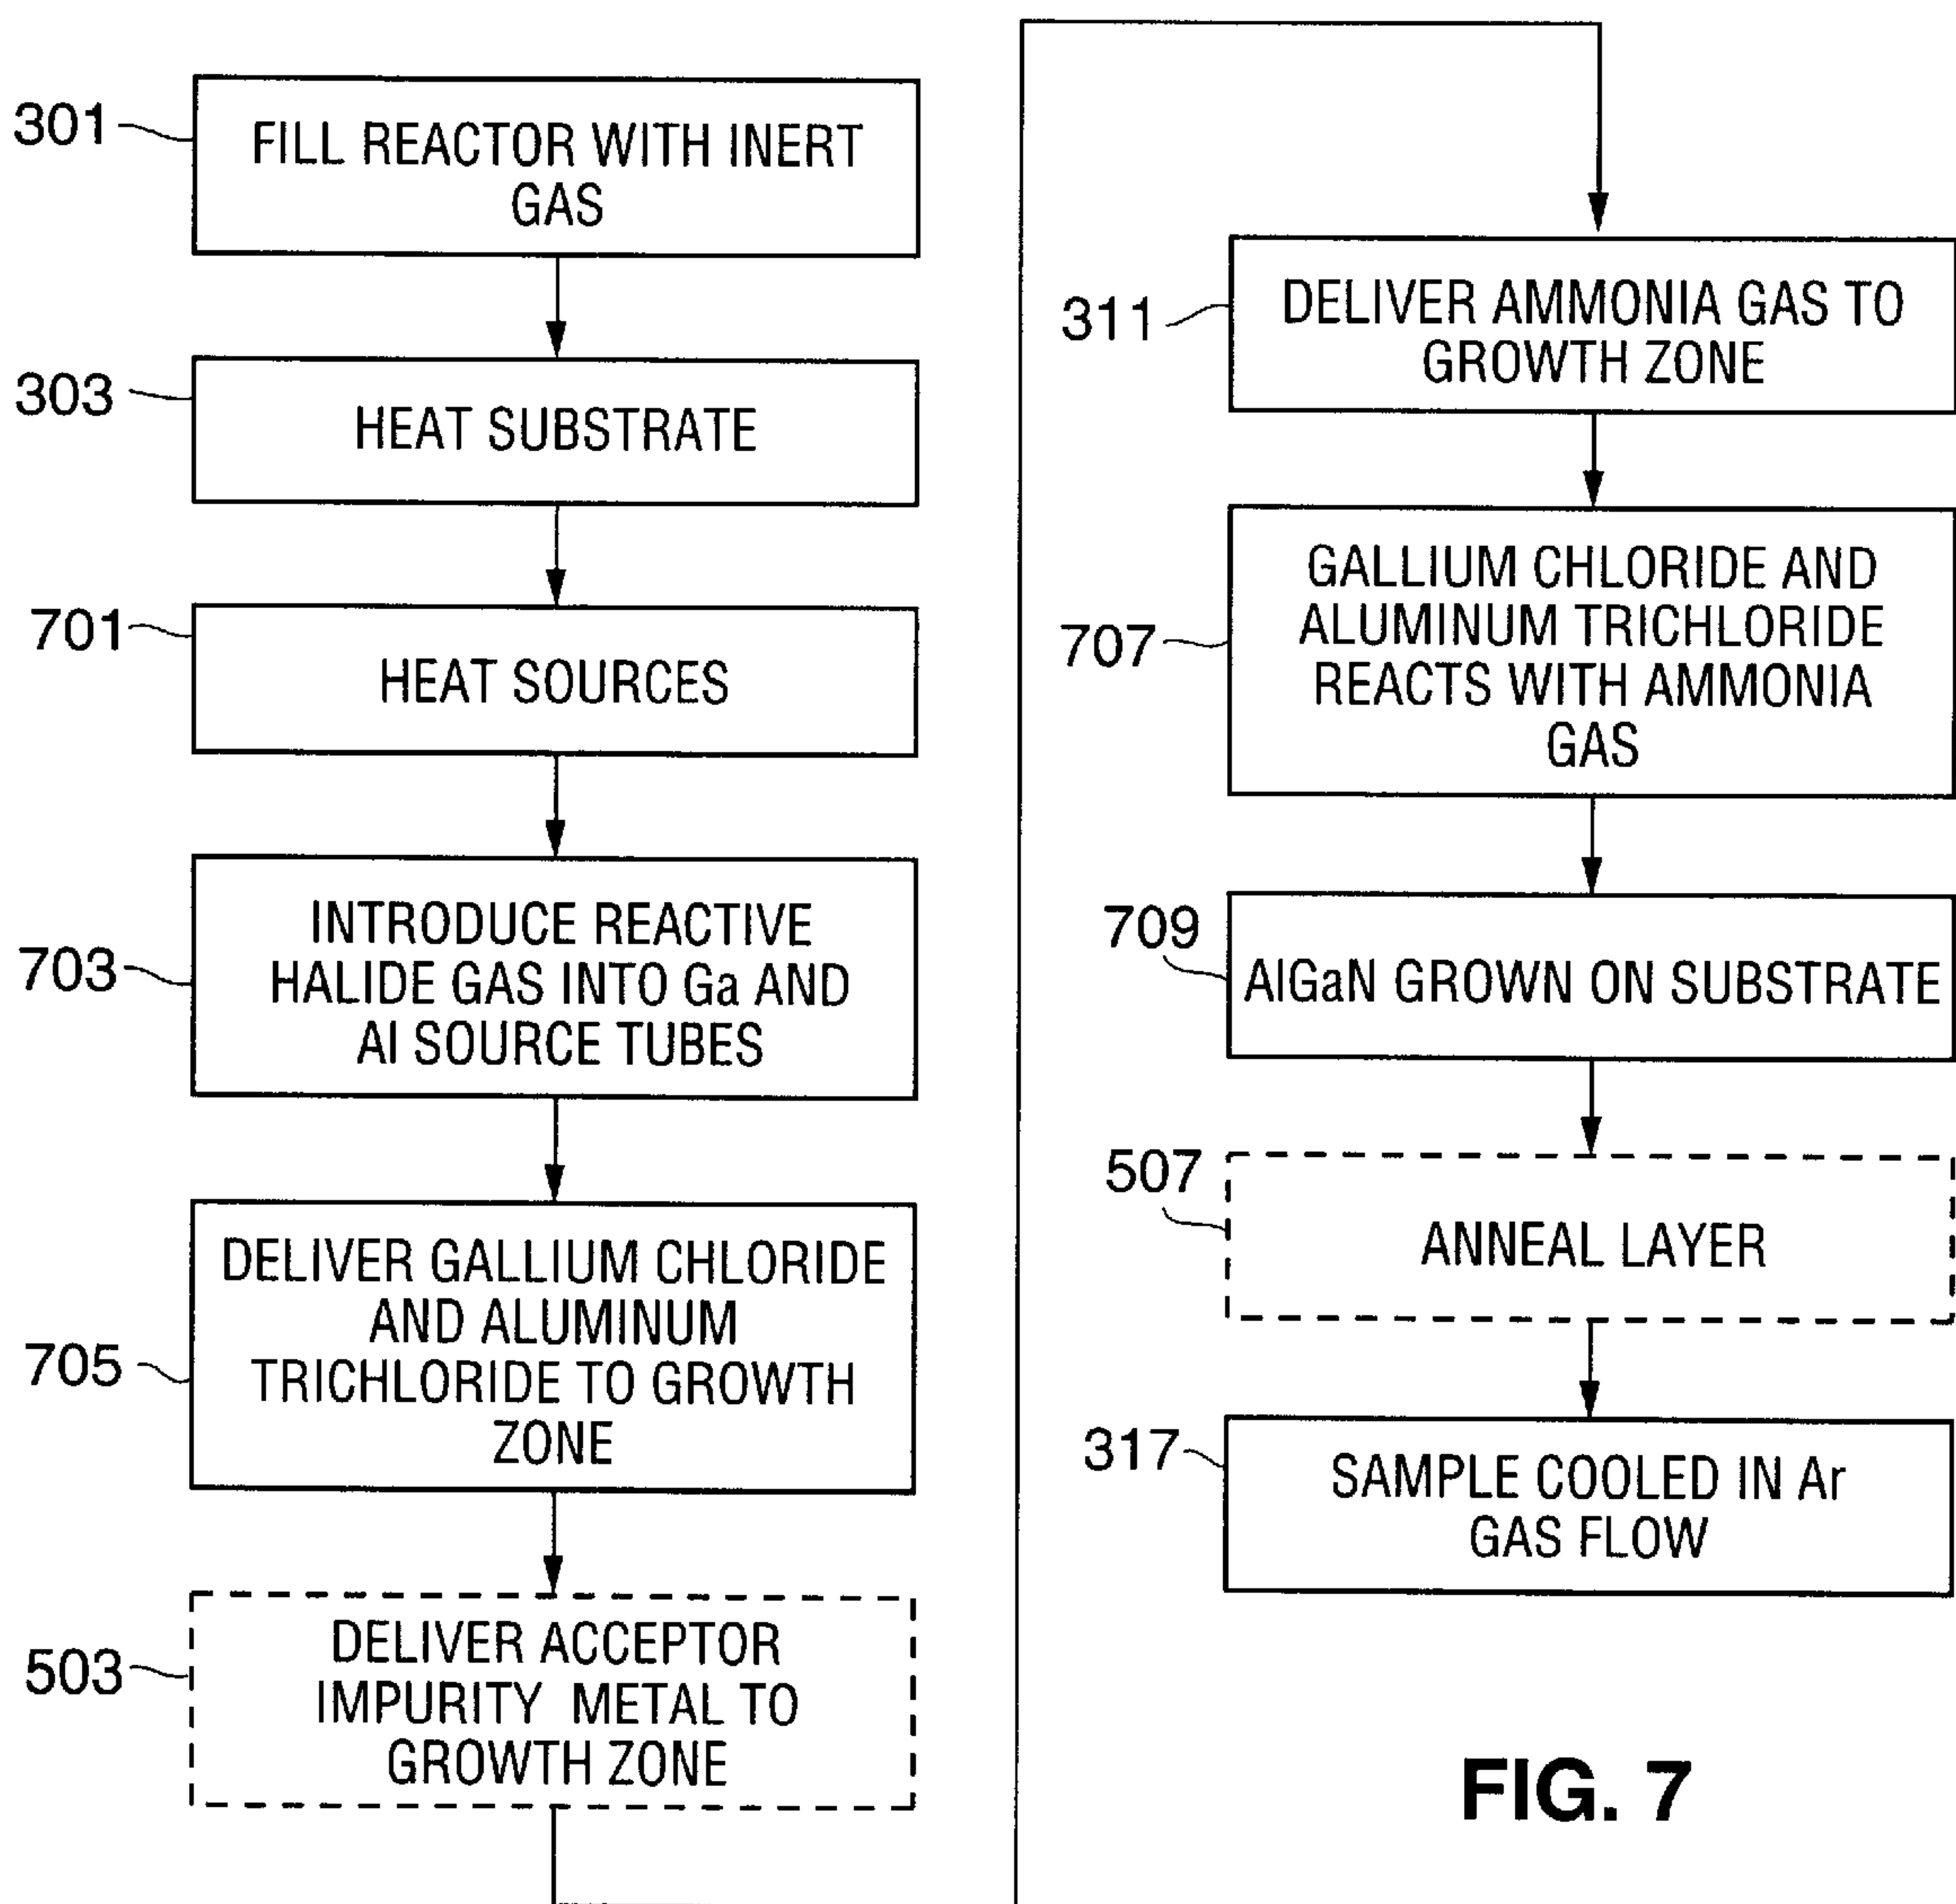 301
FILL REACTOR WITH INERT
GAS
303
HEAT SUBSTRATE
701
HEAT SOURCES
703
INTRODUCE REACTIVE
HALIDE GAS INTO Ga AND
Al SOURCE TUBES
705
DELIVER GALLIUM CHLORIDE
AND ALUMINUM
TRICHLORIDE TO GROWTH
ZONE
503
DELIVER ACCEPTOR
IMPURITY METAL TO
GROWTH ZONE
311
DELIVER AMMONIA GAS TO
GROWTH ZONE
707
GALLIUM CHLORIDE AND
ALUMINUM TRICHLORIDE
REACTS WITH AMMONIA
GAS
709
AlGaN GROWN ON SUBSTRATE
507
ANNEAL LAYER
317
SAMPLE COOLED IN Ar
GAS FLOW
FIG. 7